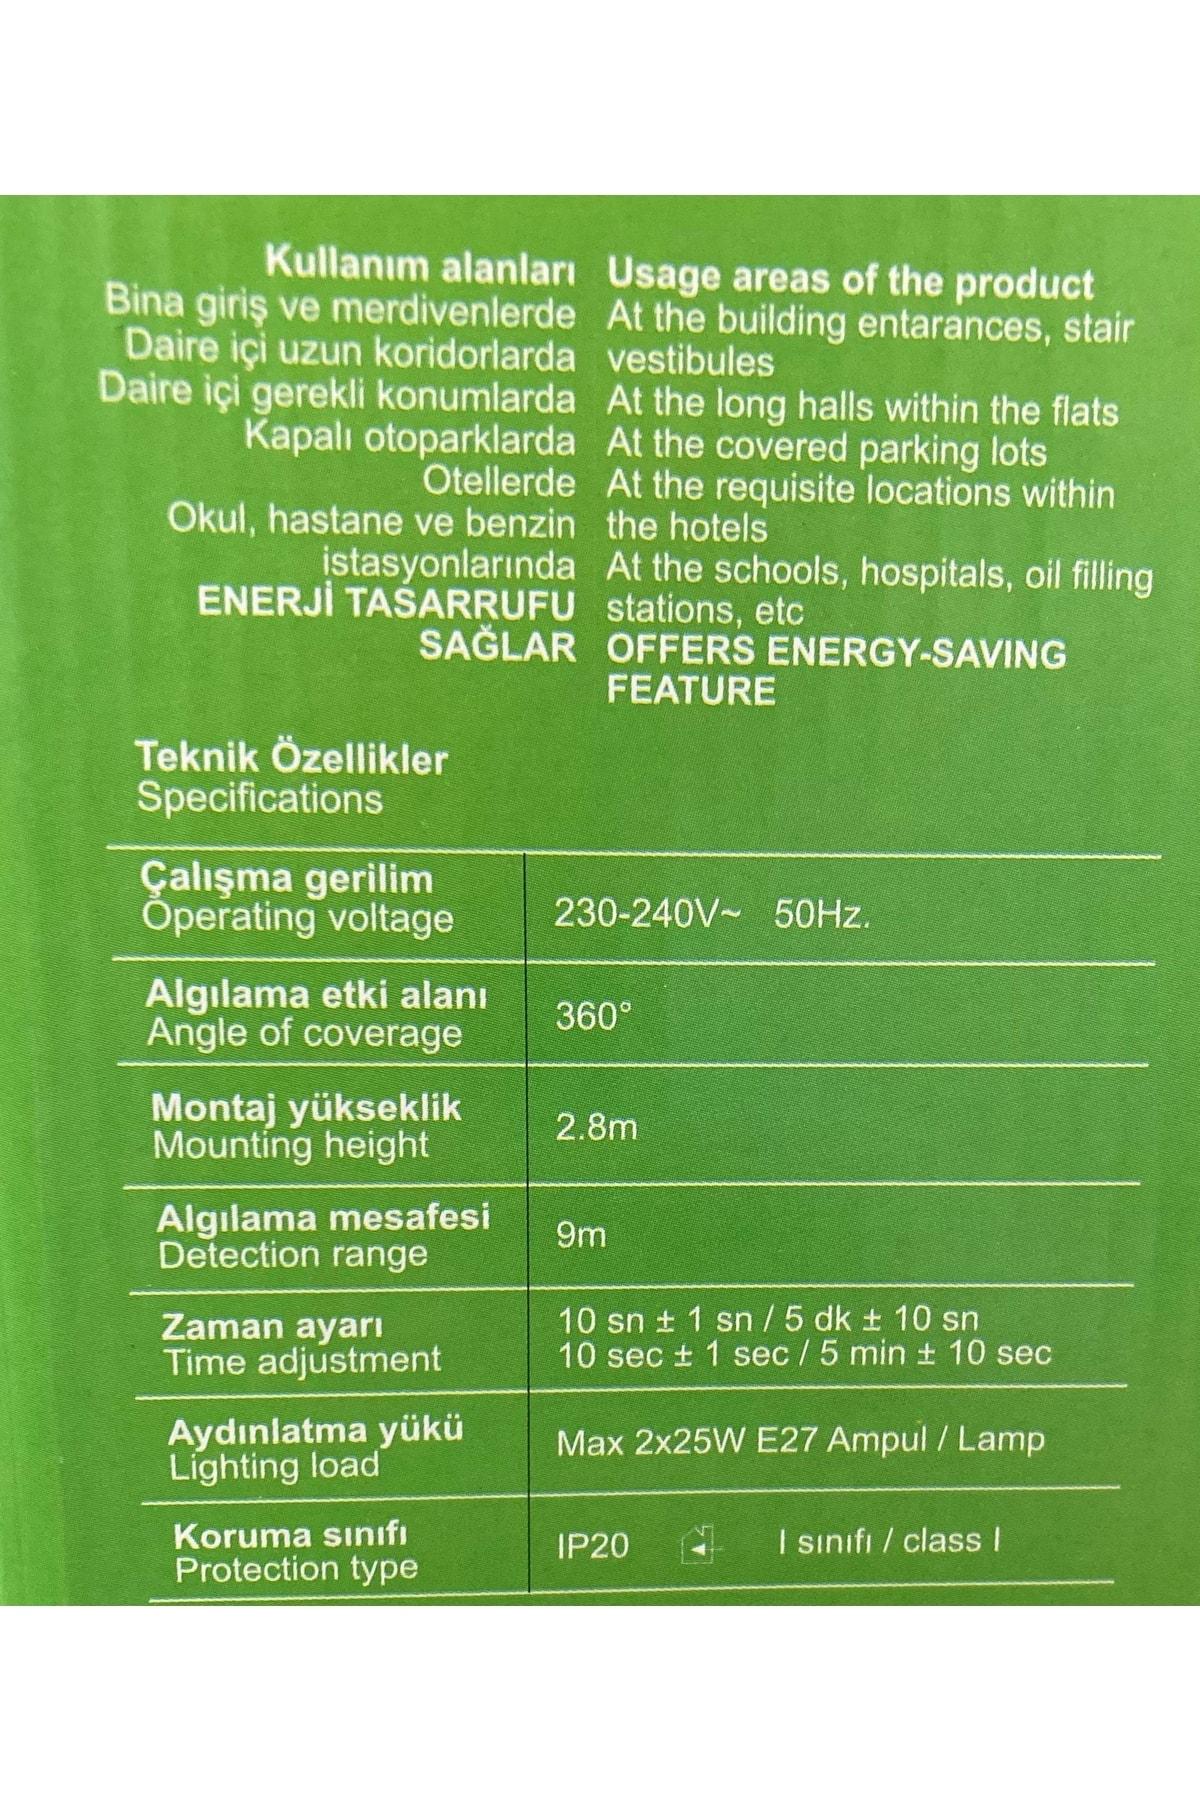 Kullanım alanları
Bina giriş ve merdivenlerde
Daire içi uzun koridorlarda
Daire içi gerekli konumlarda
Kapalı otoparklarda
Otellerde
Okul, hastane ve benzin
istasyonlarında
ENERJİ TASARRUFU
SAĞLAR
Usage areas of the product
At the building entarances, stair
vestibules
At the long halls within the flats
At the covered parking lots
At the requisite locations within
the hotels
At the schools, hospitals, oil filling
stations, etc
OFFERS ENERGY-SAVING
FEATURE
Teknik Özellikler
Specifications
Çalışma gerilim
Operating voltage
230-240V~ 50Hz.
Algılama etki alanı
Angle of coverage
360°
Montaj yükseklik
Mounting height
2.8m
Algılama mesafesi
Detection range
9m
Zaman ayarı
Time adjustment
10 sn ± 1 sn / 5 dk ± 10 sn
10 sec ± 1 sec / 5 min ± 10 sec
Aydınlatma yükü
Lighting load
Max 2x25W E27 Ampul / Lamp
Koruma sınıfı
Protection type
IP20 I sınıfı / class I